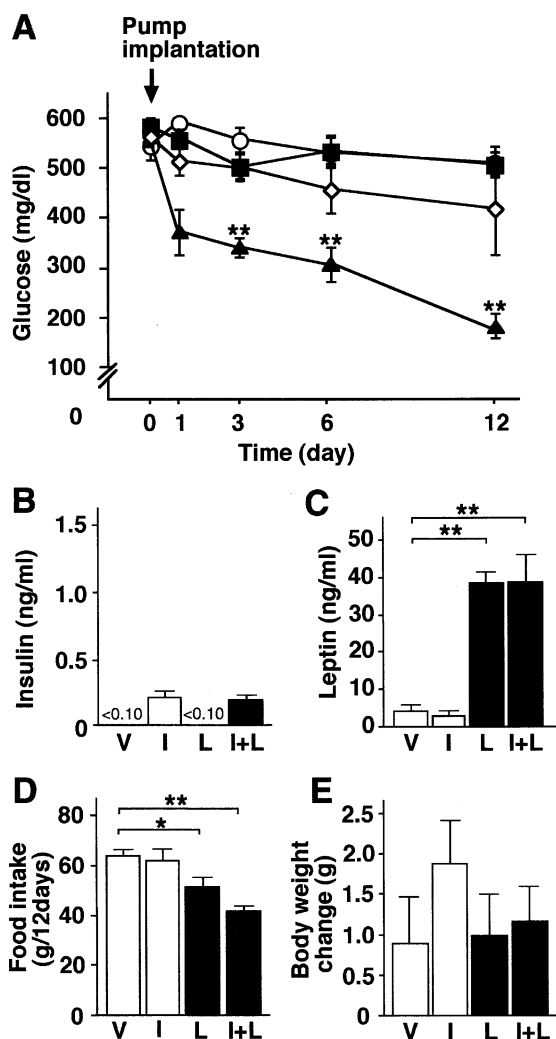 A
Pump
implantation
Glucose (mg/dl)
600
500
400
300
200
100
0
**
**
**
0 1 3 6 12
Time (day)
B
Insulin (ng/ml)
1.5
1.0
0.5
0
<0.10
<0.10
V I L I+L
C
Leptin (ng/ml)
50
40
30
20
10
0
**
**
V I L I+L
D
Food intake
(g/12days)
80
60
40
20
0
**
*
V I L I+L
E
Body weight
change (g)
2.5
2.0
1.5
1.0
0.5
0
V I L I+L